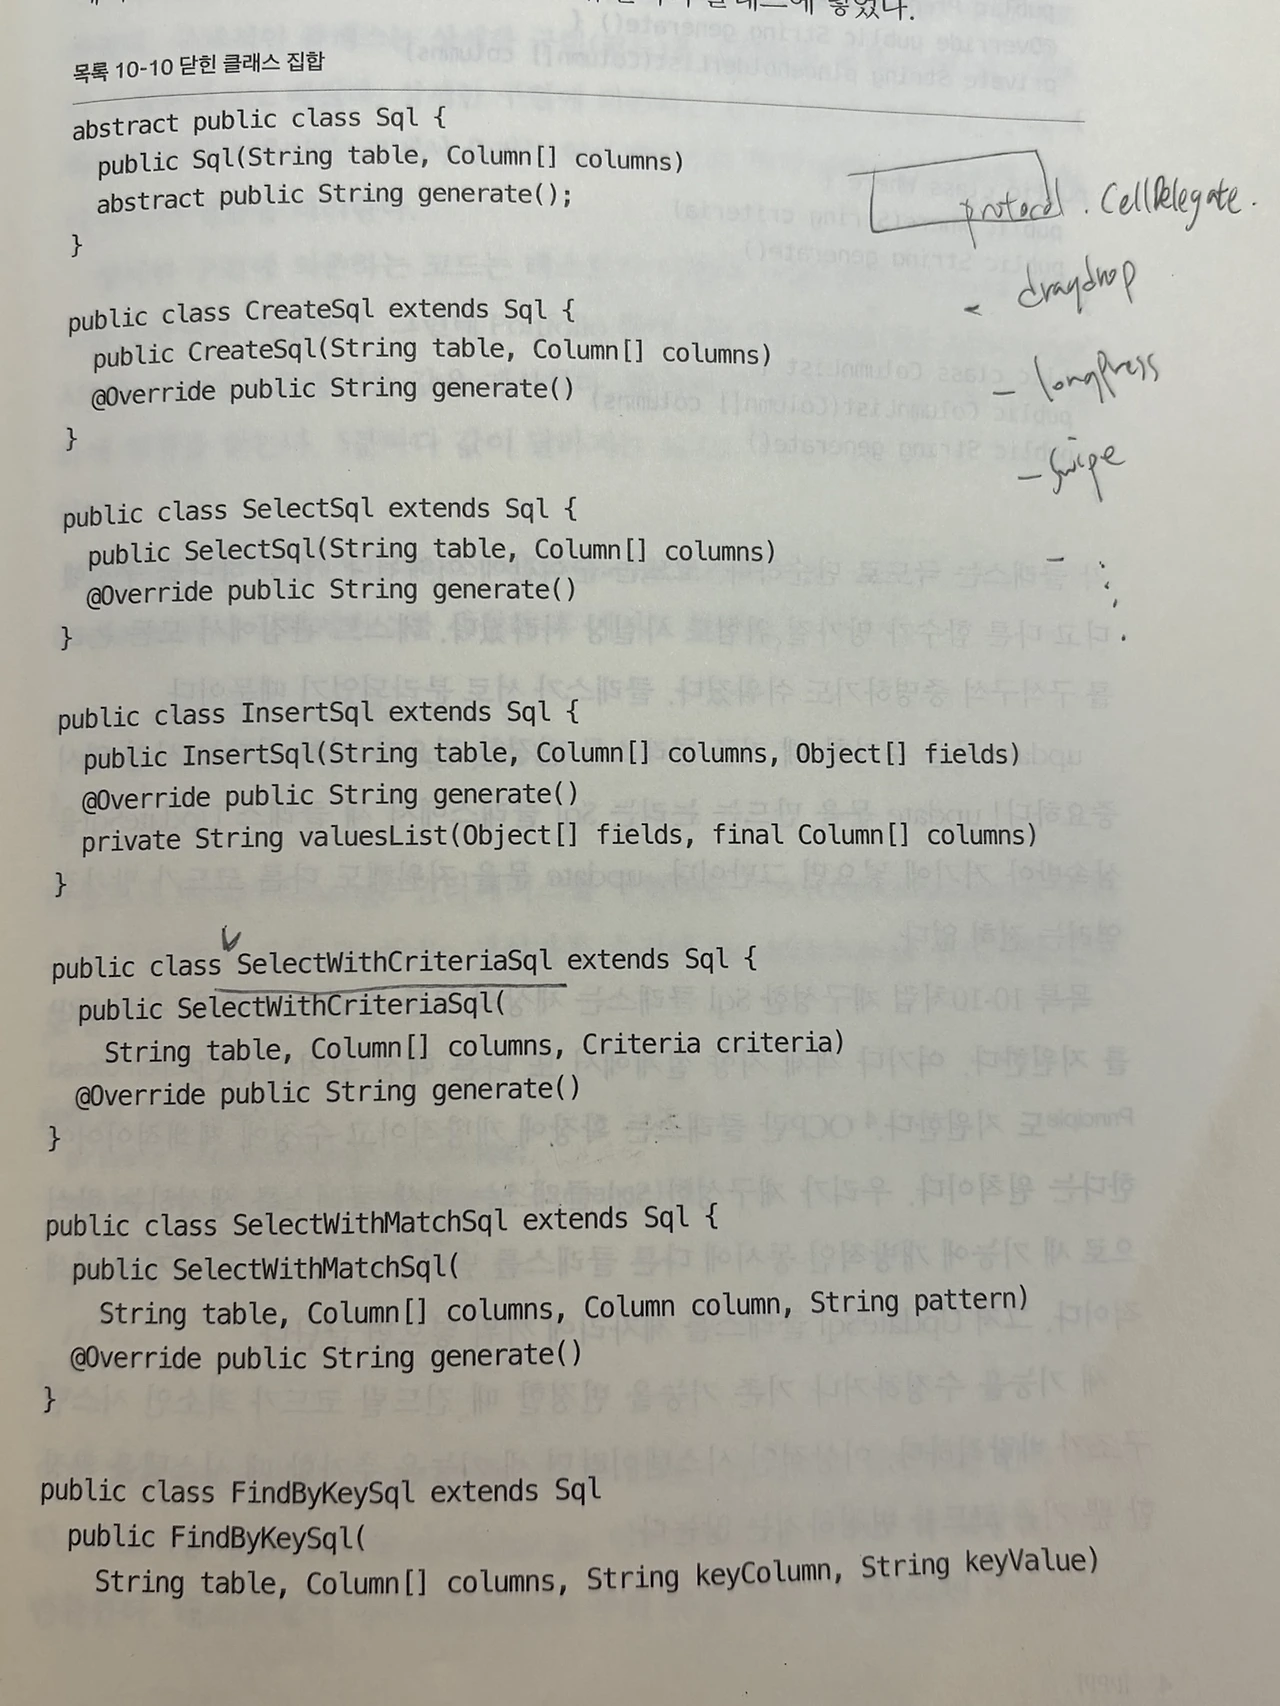 목록 10-10 닫힌 클래스 집합
abstract public class Sql {
public Sql(String table, Column[] columns)
abstract public String generate();
}
protocol . CellDelegate.
- dragdrop
- longPress
- Swipe
-
public class CreateSql extends Sql {
public CreateSql(String table, Column[] columns)
@Override public String generate()
}
public class SelectSql extends Sql {
public SelectSql(String table, Column[] columns)
@Override public String generate()
}
public class InsertSql extends Sql {
public InsertSql(String table, Column[] columns, Object[] fields)
@Override public String generate()
private String valuesList(Object[] fields, final Column[] columns)
}
public class SelectWithCriteriaSql extends Sql {
public SelectWithCriteriaSql(
String table, Column[] columns, Criteria criteria)
@Override public String generate()
}
public class SelectWithMatchSql extends Sql {
public SelectWithMatchSql(
String table, Column[] columns, Column column, String pattern)
@Override public String generate()
}
public class FindByKeySql extends Sql
public FindByKeySql(
String table, Column[] columns, String keyColumn, String keyValue)